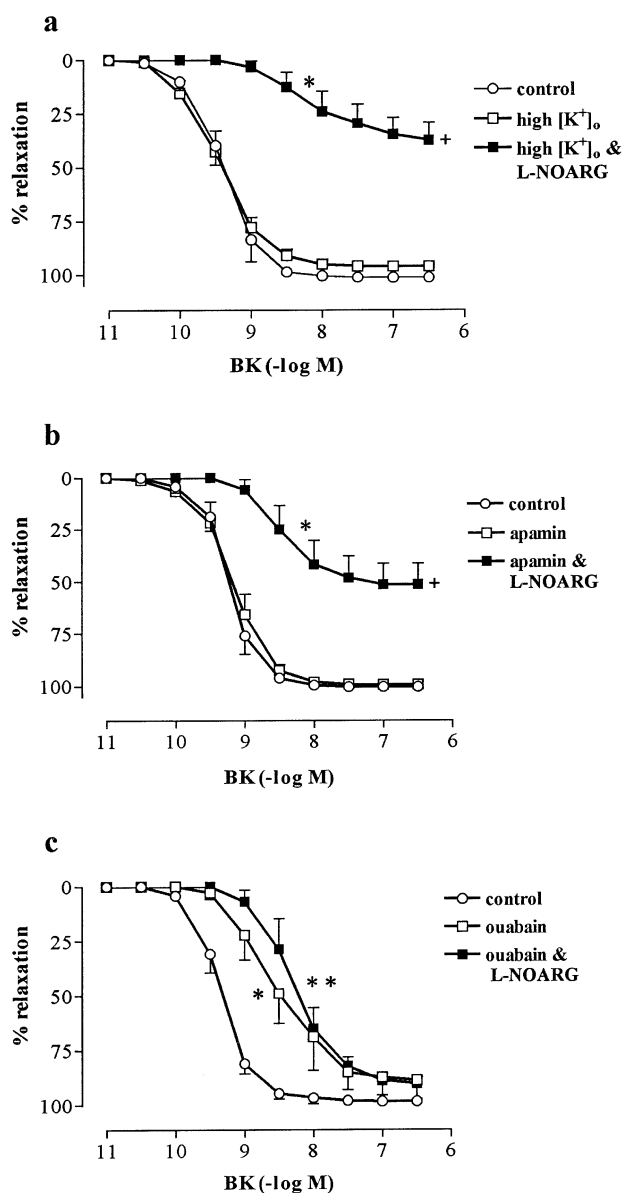 a
0
25
50
75
100
% relaxation
control
high [K⁺]ₒ
high [K⁺]ₒ &
L-NOARG
*
+
11 10 9 8 7 6
BK (-log M)
b
0
25
50
75
100
% relaxation
control
apamin
apamin &
L-NOARG
*
+
11 10 9 8 7 6
BK (-log M)
c
0
25
50
75
100
% relaxation
control
ouabain
ouabain &
L-NOARG
*
* *
11 10 9 8 7 6
BK (-log M)